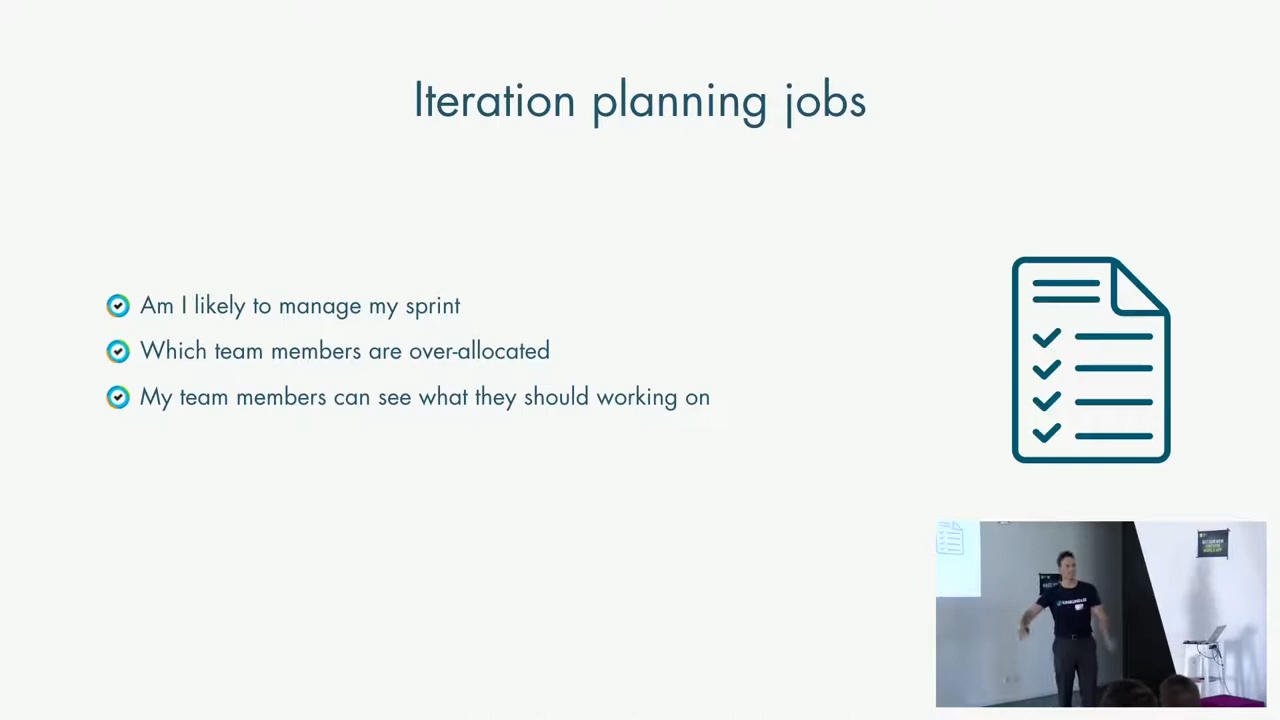 Iteration planning jobs
Am I likely to manage my sprint
Which team members are over-allocated
My team members can see what they should working on